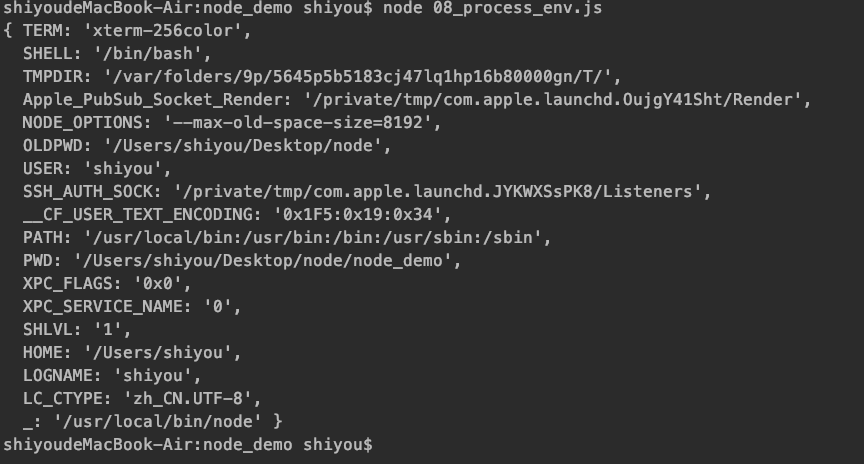 shiyoudeMacBook-Air:node_demo shiyou$ node 08_process_env.js
{ TERM: 'xterm-256color',
  SHELL: '/bin/bash',
  TMPDIR: '/var/folders/9p/5645p5b5183cj47lq1hp16b80000gn/T/',
  Apple_PubSub_Socket_Render: '/private/tmp/com.apple.launchd.OujgY41Sht/Render',
  NODE_OPTIONS: '--max-old-space-size=8192',
  OLDPWD: '/Users/shiyou/Desktop/node',
  USER: 'shiyou',
  SSH_AUTH_SOCK: '/private/tmp/com.apple.launchd.JYKWXSsPK8/Listeners',
  __CF_USER_TEXT_ENCODING: '0x1F5:0x19:0x34',
  PATH: '/usr/local/bin:/usr/bin:/bin:/usr/sbin:/sbin',
  PWD: '/Users/shiyou/Desktop/node/node_demo',
  XPC_FLAGS: '0x0',
  XPC_SERVICE_NAME: '0',
  SHLVL: '1',
  HOME: '/Users/shiyou',
  LOGNAME: 'shiyou',
  LC_CTYPE: 'zh_CN.UTF-8',
  _: '/usr/local/bin/node' }
shiyoudeMacBook-Air:node_demo shiyou$